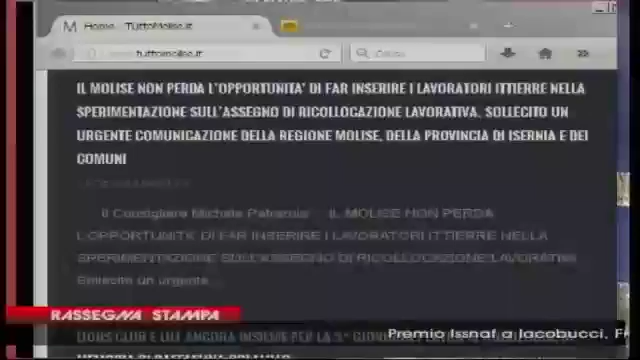 Home - TuttoMolise.it
www.tuttomolise.it
Cerca
IL MOLISE NON PERDA L'OPPORTUNITA' DI FAR INSERIRE I LAVORATORI ITTIERRE NELLA
SPERIMENTAZIONE SULL'ASSEGNO DI RICOLLOCAZIONE LAVORATIVA. SOLLECITO UN
URGENTE COMUNICAZIONE DELLA REGIONE MOLISE, DELLA PROVINCIA DI ISERNIA E DEI
COMUNI
Il Consigliere Michele Petraroia IL MOLISE NON PERDA
L'OPPORTUNITA' DI FAR INSERIRE I LAVORATORI ITTIERRE NELLA
SPERIMENTAZIONE SULL'ASSEGNO DI RICOLLOCAZIONE LAVORATIVA.
Sollecito un urgente...
RASSEGNA STAMPA
Premio Issnaf a Iacobucci, F
LIONS CLUB E LILT ANCORA INSIEME PER LA